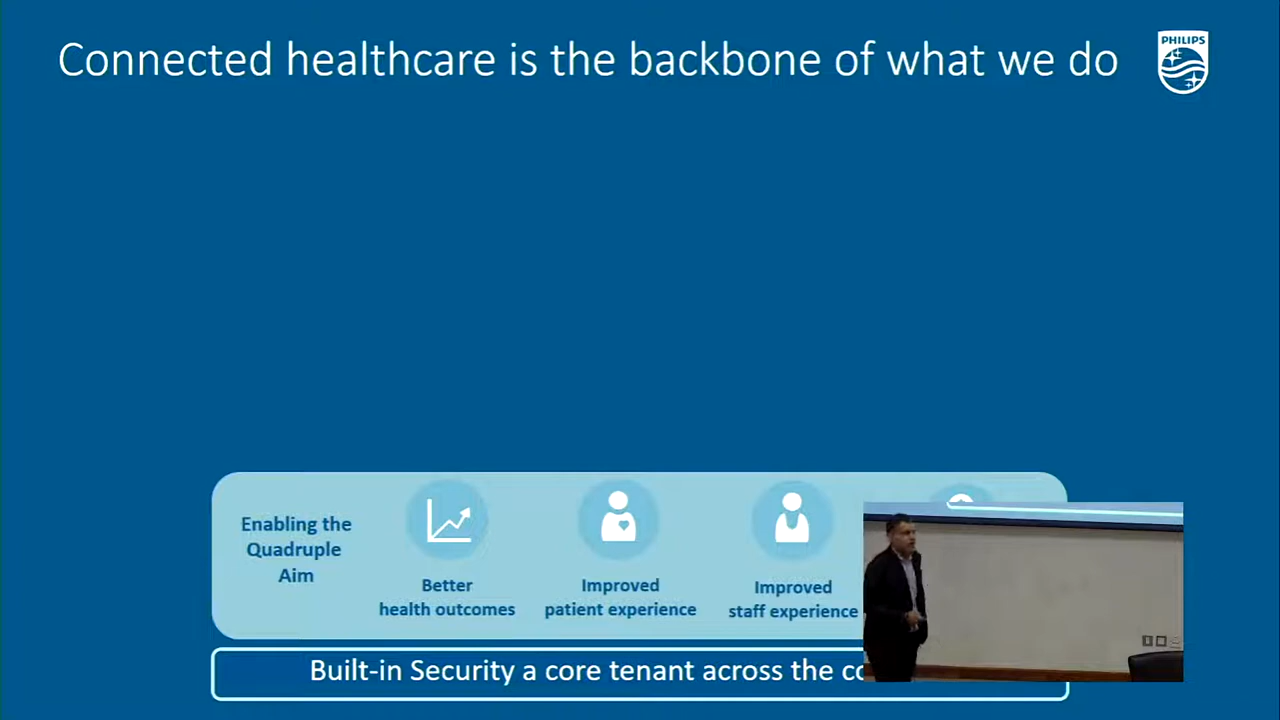 Connected healthcare is the backbone of what we do
PHILIPS
Enabling the
Quadruple
Aim
Better
health outcomes
Improved
patient experience
Improved
staff experience
Built-in Security a core tenant across the